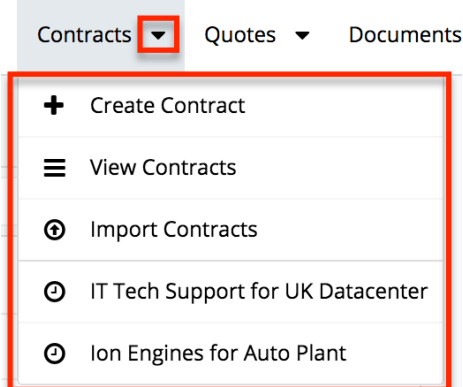 Contracts Quotes Documents
Create Contract
View Contracts
Import Contracts
IT Tech Support for UK Datacenter
Ion Engines for Auto Plant